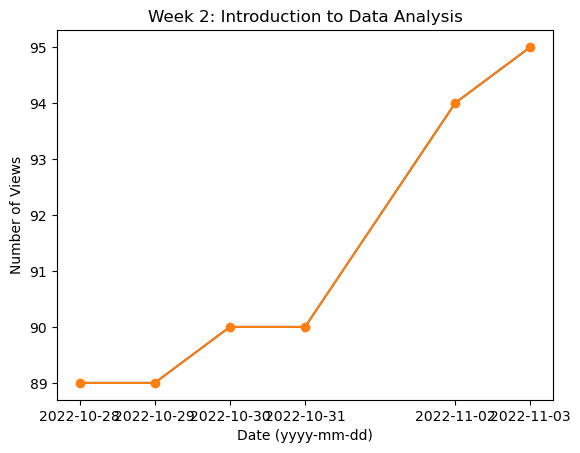 Week 2: Introduction to Data Analysis
95
94
93
92
91
90
89
Number of Views
2022-10-28 2022-10-29 2022-10-30 2022-10-31 2022-11-02 2022-11-03
Date (yyyy-mm-dd)